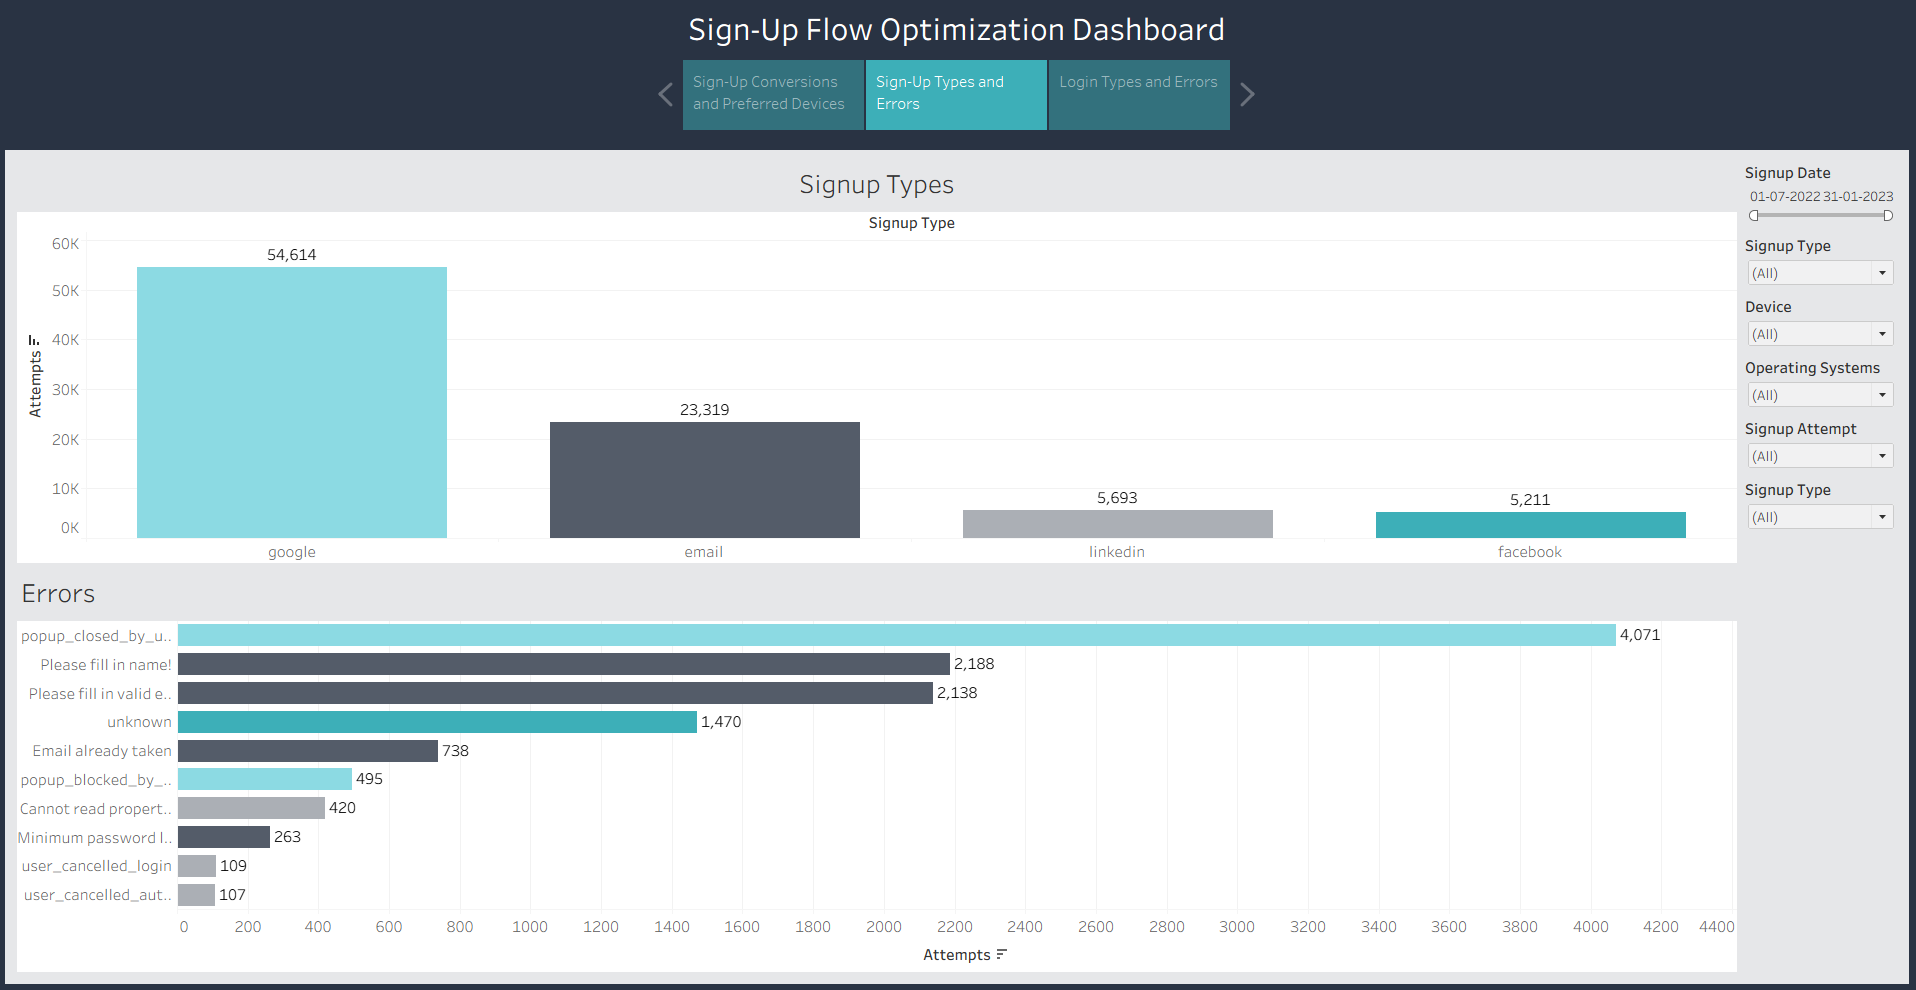 Sign-Up Flow Optimization Dashboard
Sign-Up Conversions
and Preferred Devices
Sign-Up Types and
Errors
Login Types and Errors
Signup Types
Signup Type
Attempts
60K
50K
40K
30K
20K
10K
0K
54,614
23,319
5,693
5,211
google
email
linkedin
facebook
Signup Date
01-07-2022 31-01-2023
Signup Type
(All)
Device
(All)
Operating Systems
(All)
Signup Attempt
(All)
Signup Type
(All)
Errors
popup_closed_by_u.. 4,071
Please fill in name! 2,188
Please fill in valid e.. 2,138
unknown 1,470
Email already taken 738
popup_blocked_by_.. 495
Cannot read propert.. 420
Minimum password l.. 263
user_cancelled_login 109
user_cancelled_aut.. 107
0 200 400 600 800 1000 1200 1400 1600 1800 2000 2200 2400 2600 2800 3000 3200 3400 3600 3800 4000 4200 4400
Attempts